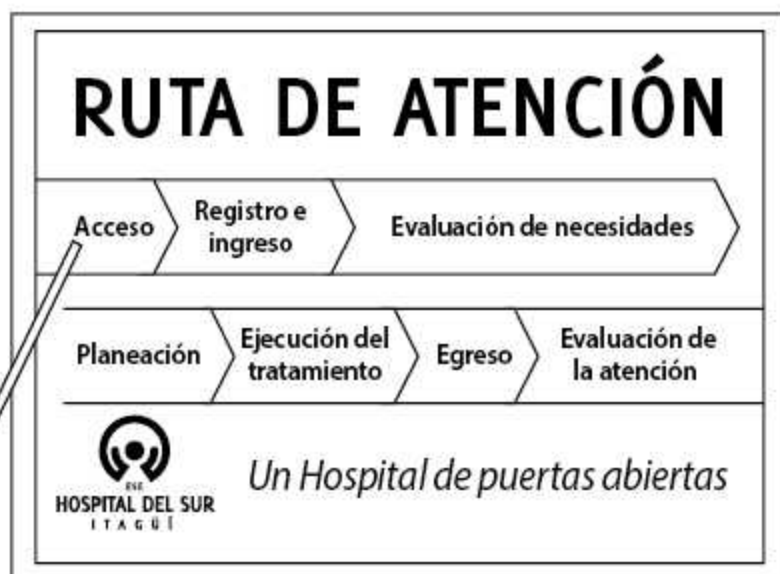 RUTA DE ATENCIÓN
Acceso
Registro e
ingreso
Evaluación de necesidades
Planeación
Ejecución del
tratamiento
Egreso
Evaluación de
la atención
ESE
HOSPITAL DEL SUR
ITAGÜÍ
Un Hospital de puertas abiertas